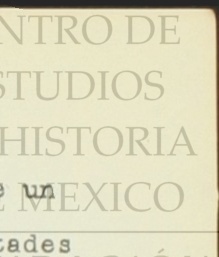 NTRO DE
STUDIOS
HISTORIA
e un
E MEXICO
tades